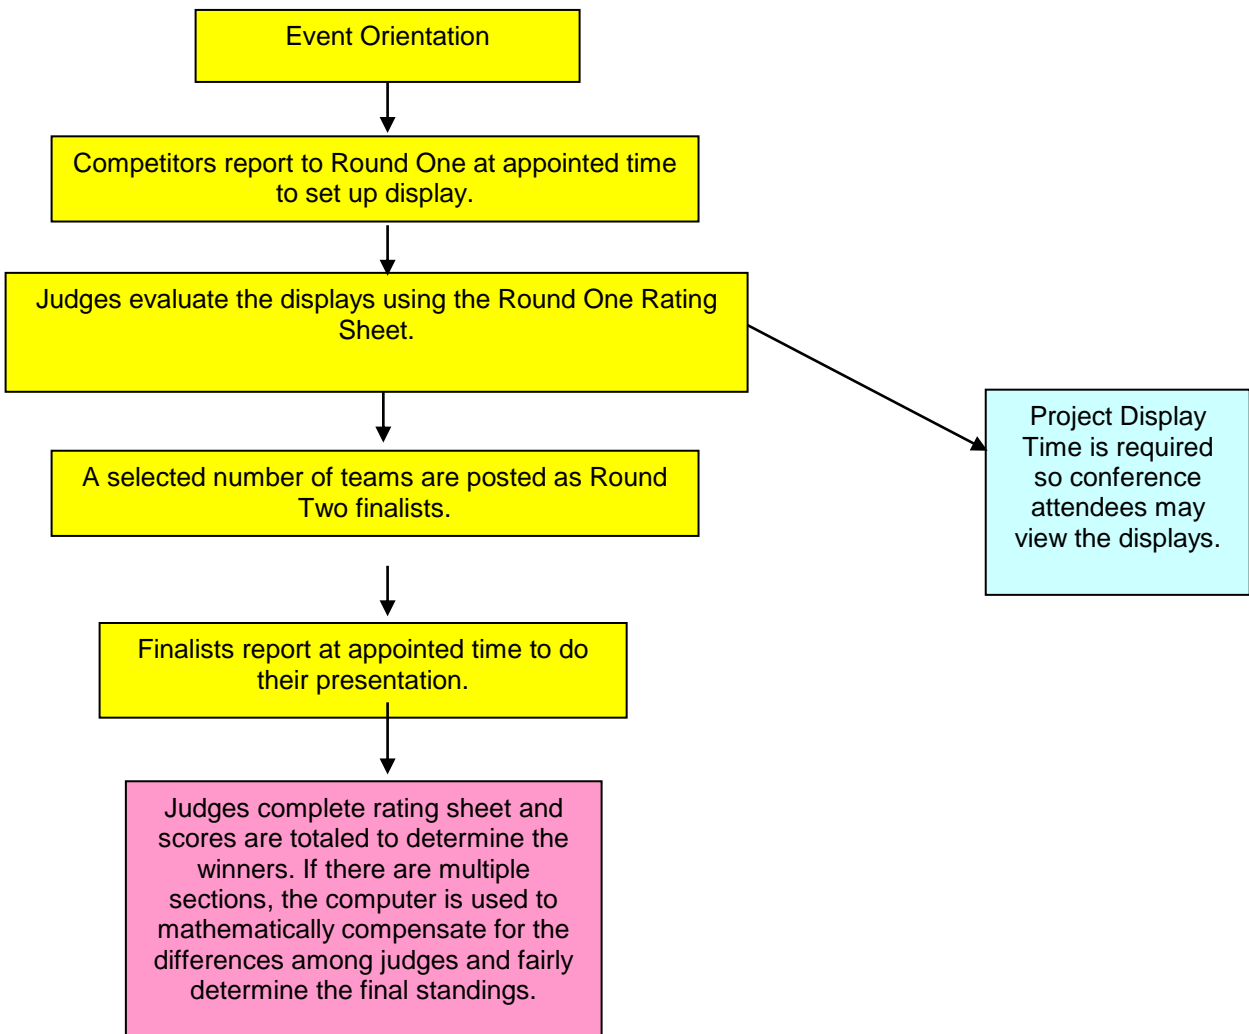 Event Orientation
Competitors report to Round One at appointed time
to set up display.
Judges evaluate the displays using the Round One Rating
Sheet.
A selected number of teams are posted as Round
Two finalists.
Project Display
Time is required
so conference
attendees may
view the displays.
Finalists report at appointed time to do
their presentation.
Judges complete rating sheet and
scores are totaled to determine the
winners. If there are multiple
sections, the computer is used to
mathematically compensate for the
differences among judges and fairly
determine the final standings.